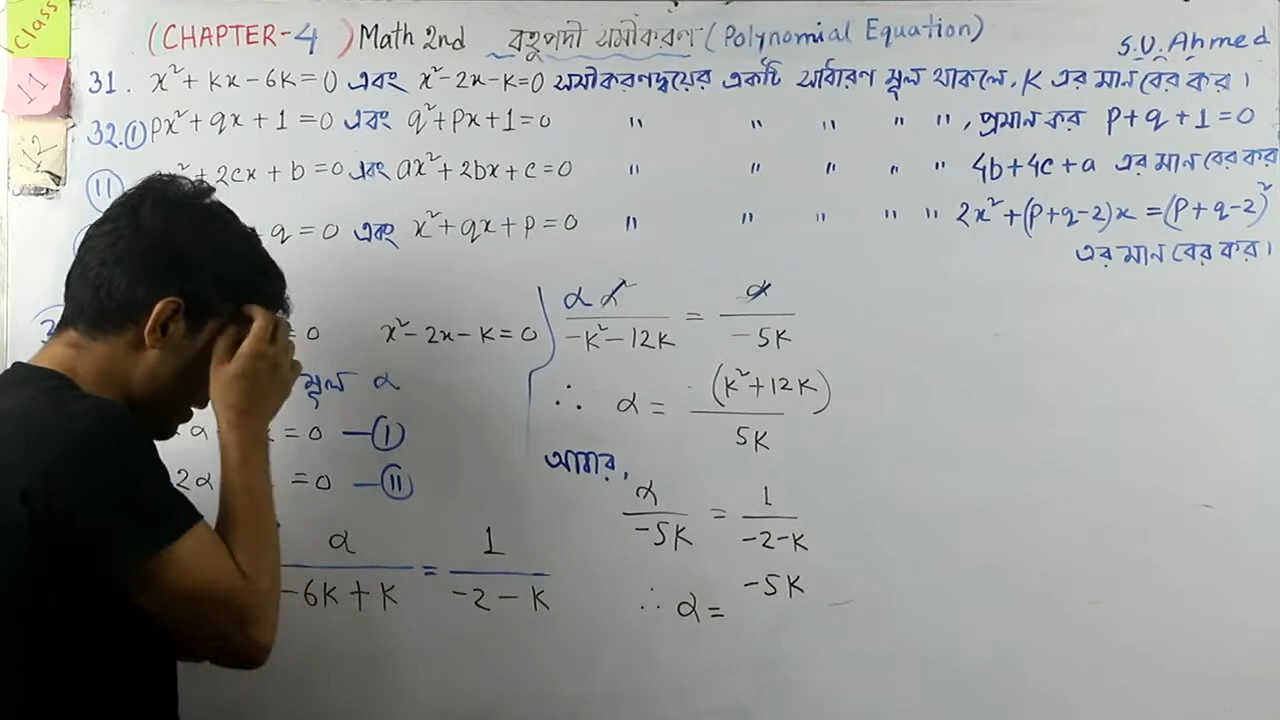 Class
11
12
(CHAPTER-4) Math 2nd বহুপদী সমীকরণ (Polynomial Equation)
S.U.Ahmed
31. x²+kx-6k=0 এবং x²-2x-k=0 সমীকরণদ্বয়ের একটি সাধারণ মূল থাকলে, k এর মান বের কর।
32.(i) px²+qx+1=0 এবং q²+px+1=0 " " " " ", প্রমান কর p+q+1=0
(ii) ²+2cx+b=0 এবং ax²+2bx+c=0 " " " " " 4b+4c+a এর মান বের কর
q=0 এবং x²+qx+p=0 " " " " " 2x²+(p+q-2)x=(p+q-2)²
এর মান বের কর।
=0 x²-2x-k=0
মূল α
=0 —(i)
2α =0 —(ii)
α/(-6k+k) = 1/(-2-k)
α α²/(-k²-12k) = α/(-5k)
∴ α = (k²+12k)/5k
আবার,
α/(-5k) = 1/(-2-k)
∴ α = -5k